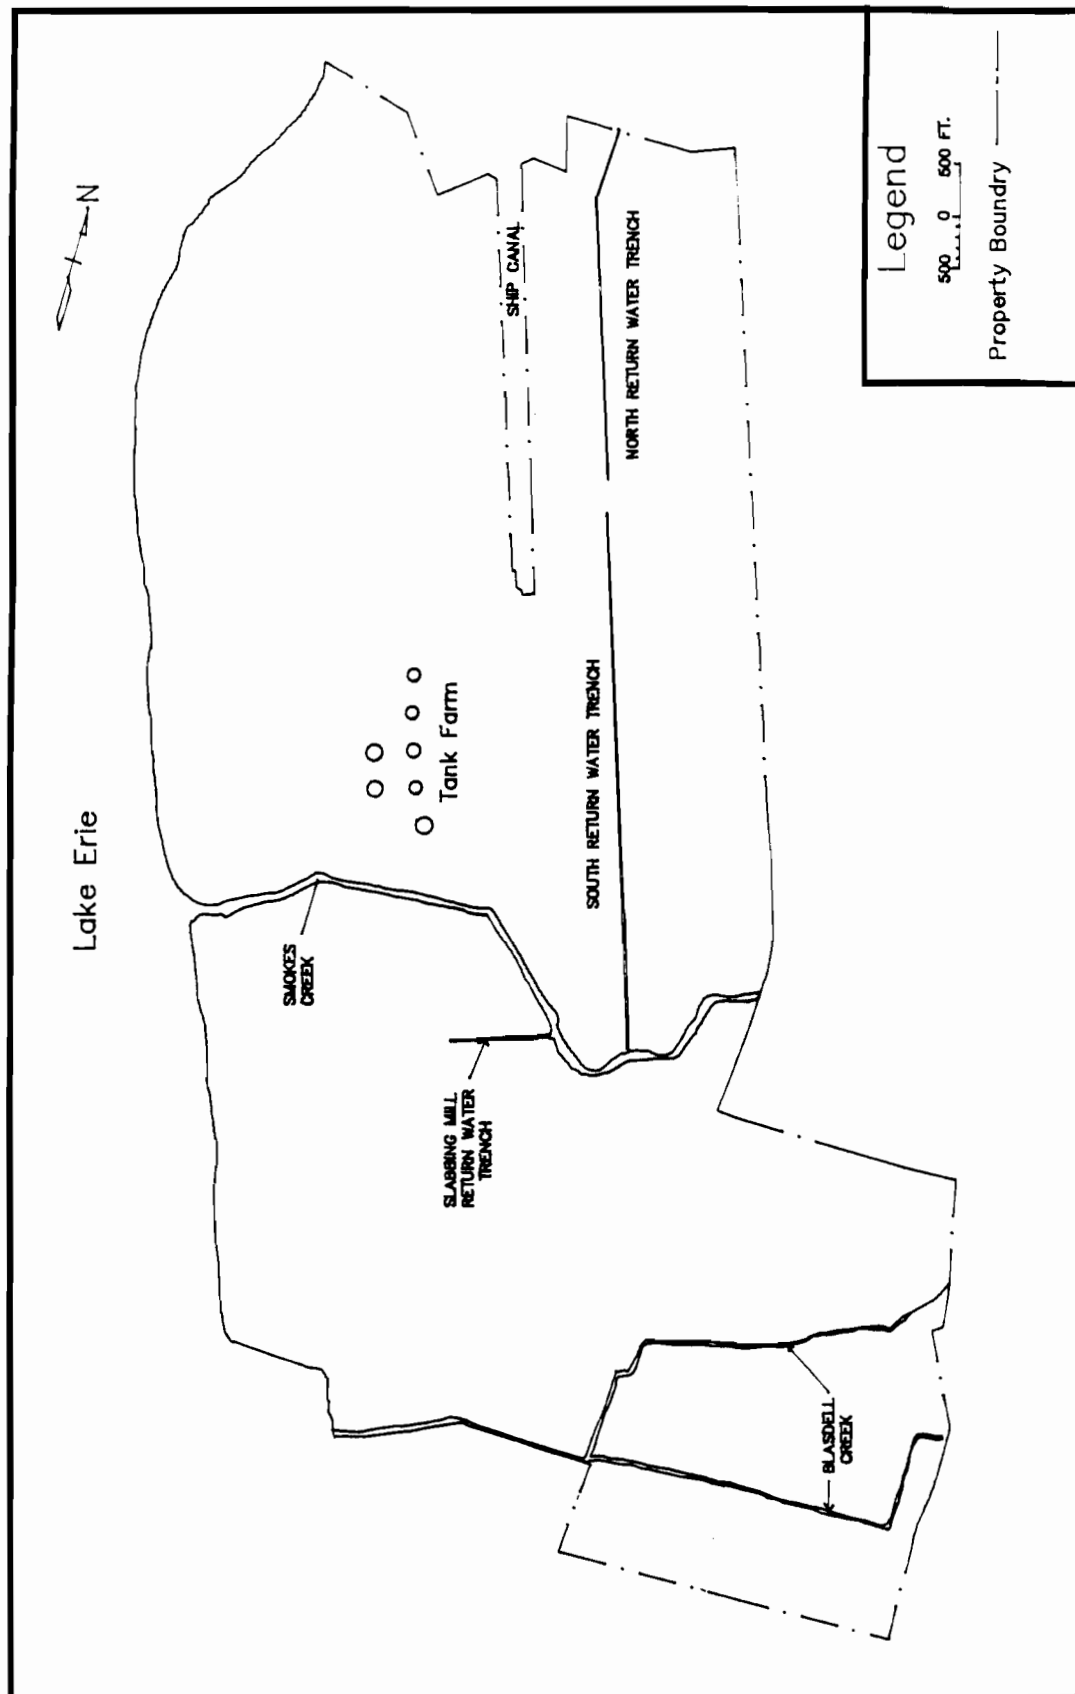 Lake Erie
N
SHIP CANAL
NORTH RETURN WATER TRENCH
SOUTH RETURN WATER TRENCH
Tank Farm
SMOKES
CREEK
SLABBING MILL
RETURN WATER
TRENCH
BLASDELL
CREEK
Legend
500 0 500 FT.
Property Boundry